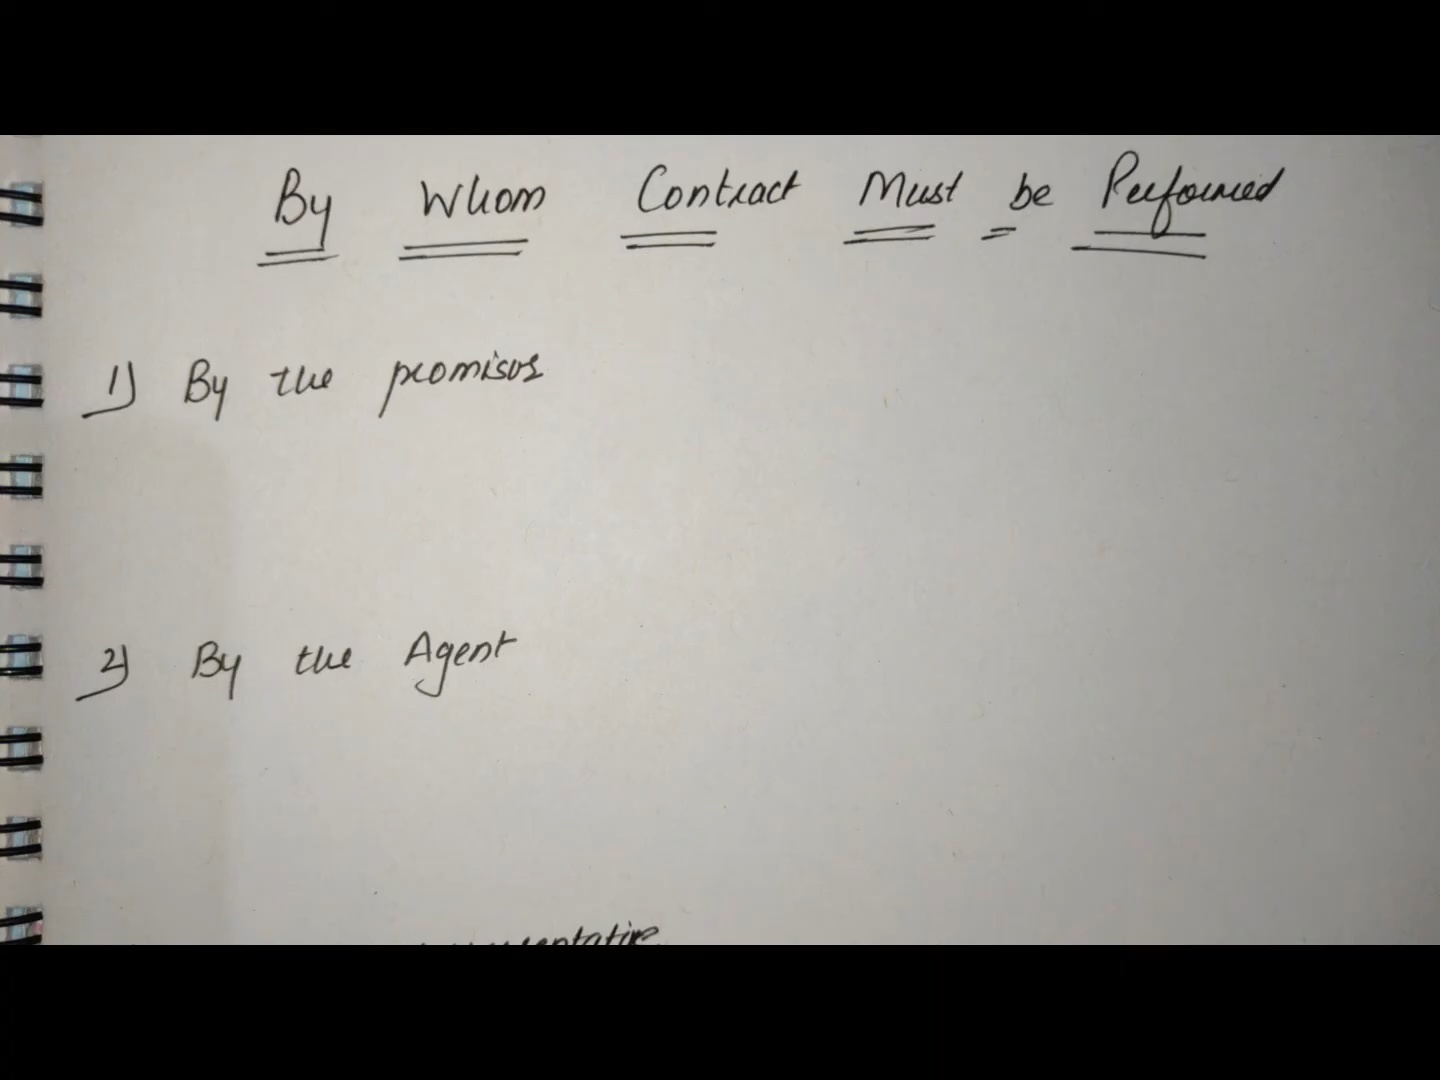 By Whom Contract Must be Performed
1) By the promisor
2) By the Agent